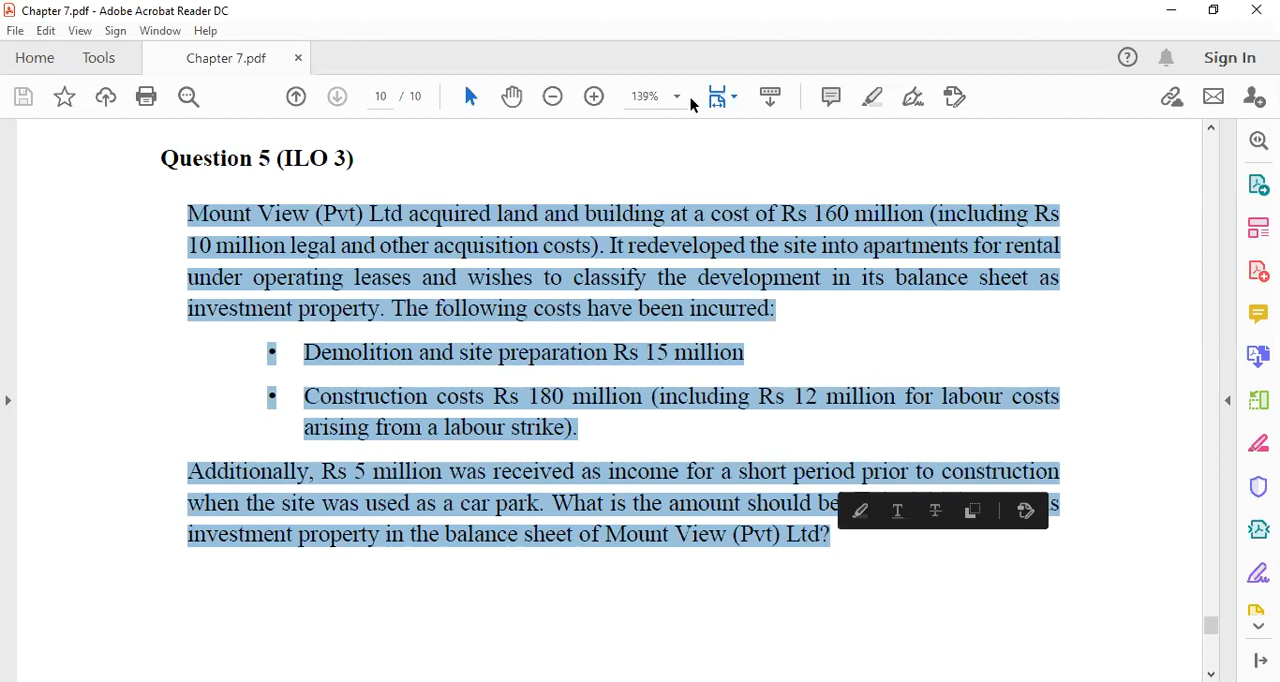 Chapter 7.pdf - Adobe Acrobat Reader DC
File Edit View Sign Window Help
Home Tools Chapter 7.pdf × Sign In
10 / 10 139%
Question 5 (ILO 3)
Mount View (Pvt) Ltd acquired land and building at a cost of Rs 160 million (including Rs
10 million legal and other acquisition costs). It redeveloped the site into apartments for rental
under operating leases and wishes to classify the development in its balance sheet as
investment property. The following costs have been incurred:
• Demolition and site preparation Rs 15 million
• Construction costs Rs 180 million (including Rs 12 million for labour costs
arising from a labour strike).
Additionally, Rs 5 million was received as income for a short period prior to construction
when the site was used as a car park. What is the amount should be
investment property in the balance sheet of Mount View (Pvt) Ltd?